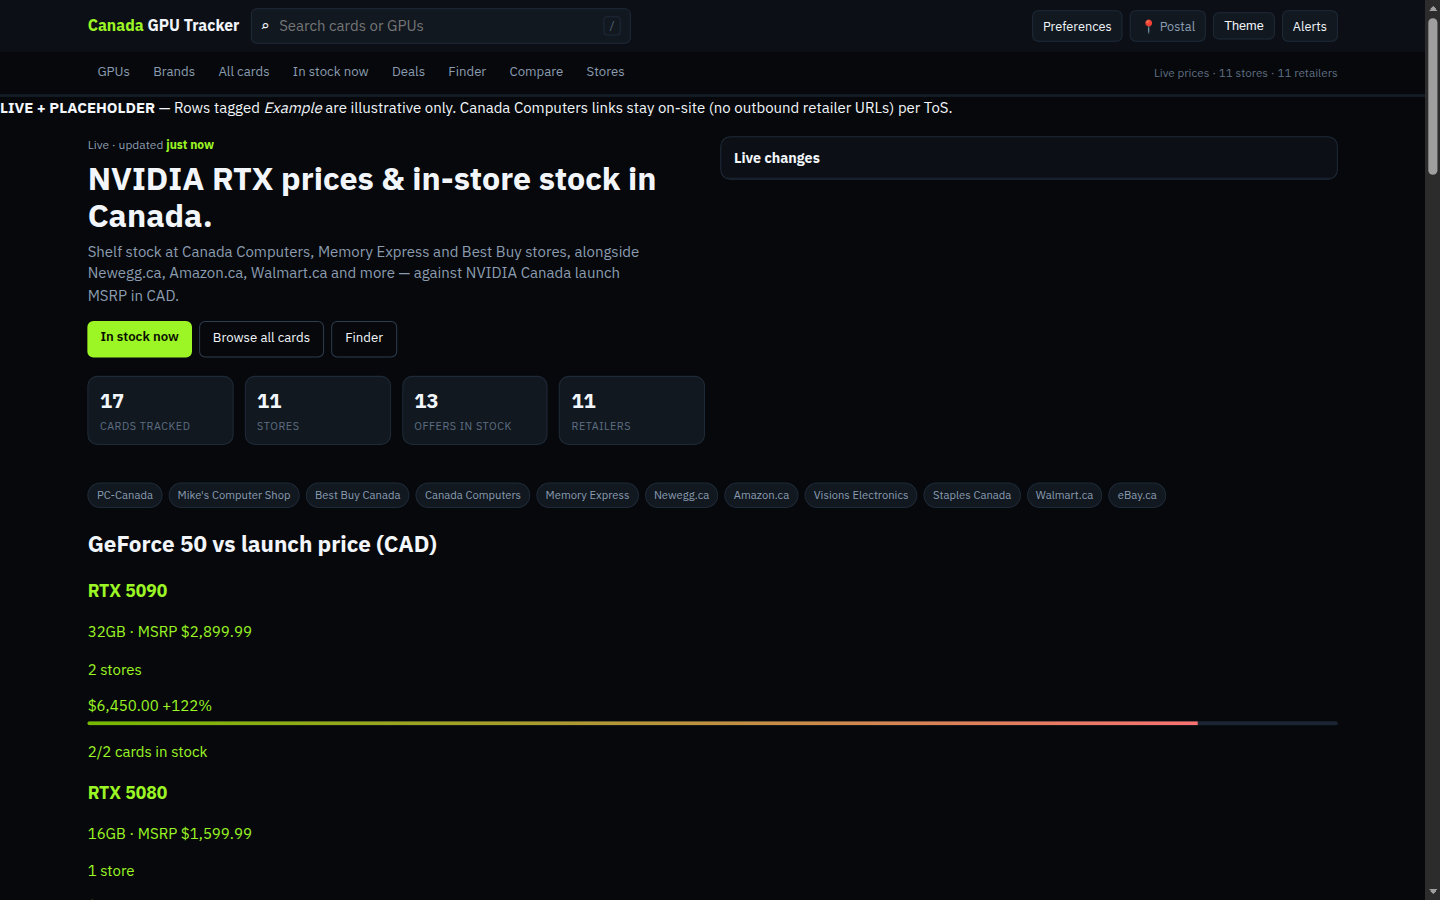 Canada GPU Tracker
Search cards or GPUs
/
Preferences
Postal
Theme
Alerts
GPUs
Brands
All cards
In stock now
Deals
Finder
Compare
Stores
Live prices · 11 stores · 11 retailers
LIVE + PLACEHOLDER — Rows tagged Example are illustrative only. Canada Computers links stay on-site (no outbound retailer URLs) per ToS.
Live · updated just now
NVIDIA RTX prices & in-store stock in
Canada.
Shelf stock at Canada Computers, Memory Express and Best Buy stores, alongside
Newegg.ca, Amazon.ca, Walmart.ca and more — against NVIDIA Canada launch
MSRP in CAD.
In stock now
Browse all cards
Finder
17
CARDS TRACKED
11
STORES
13
OFFERS IN STOCK
11
RETAILERS
Live changes
PC-Canada
Mike's Computer Shop
Best Buy Canada
Canada Computers
Memory Express
Newegg.ca
Amazon.ca
Visions Electronics
Staples Canada
Walmart.ca
eBay.ca
GeForce 50 vs launch price (CAD)
RTX 5090
32GB · MSRP $2,899.99
2 stores
$6,450.00 +122%
2/2 cards in stock
RTX 5080
16GB · MSRP $1,599.99
1 store